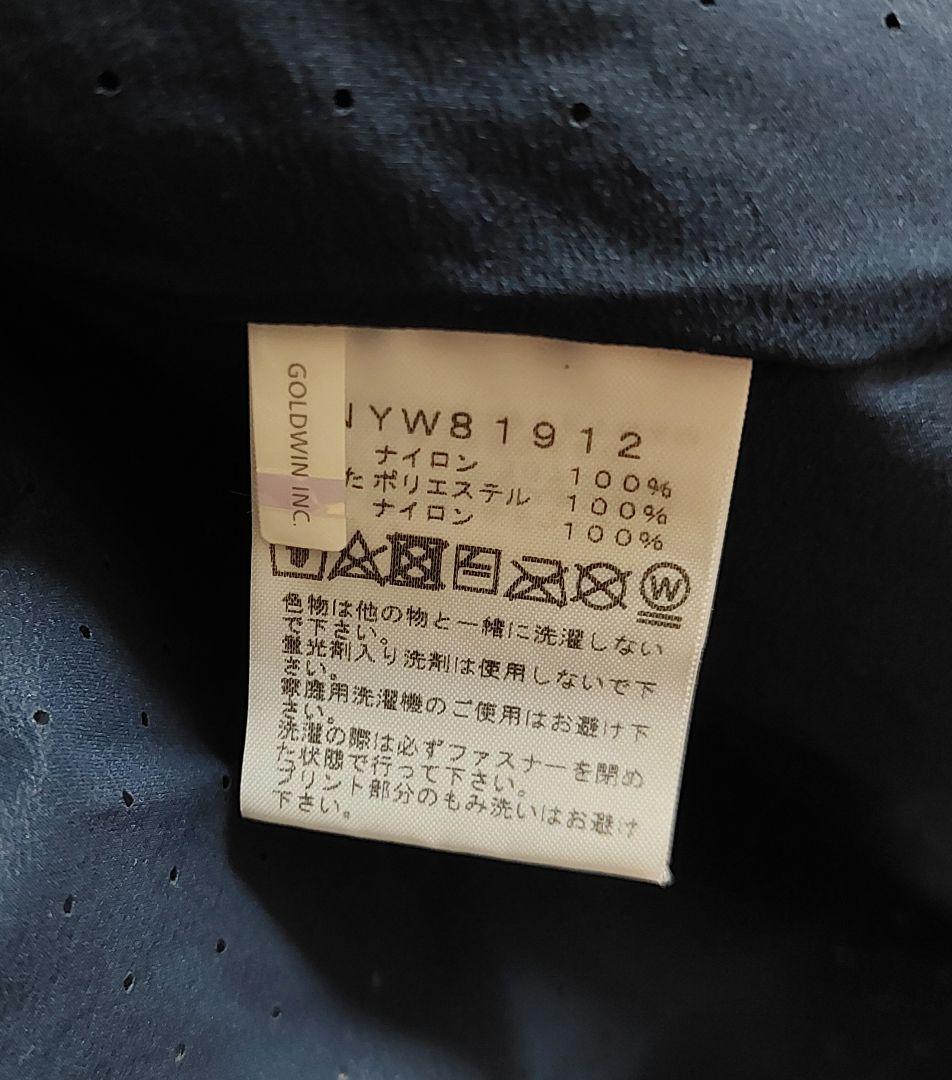 GOLDWIN INC
NYW81912
ナイロン 100%
た ポリエステル 100%
ナイロン 100%
W
色物は他の物と一緒に洗濯しない
で下さい。
蛍光剤入り洗剤は使用しないで下
さい。
家庭用洗濯機のご使用はお避け下
さい。
洗濯の際は必ずファスナーを閉め
た状態で行って下さい。
プリント部分のもみ洗いはお避け
下さい。